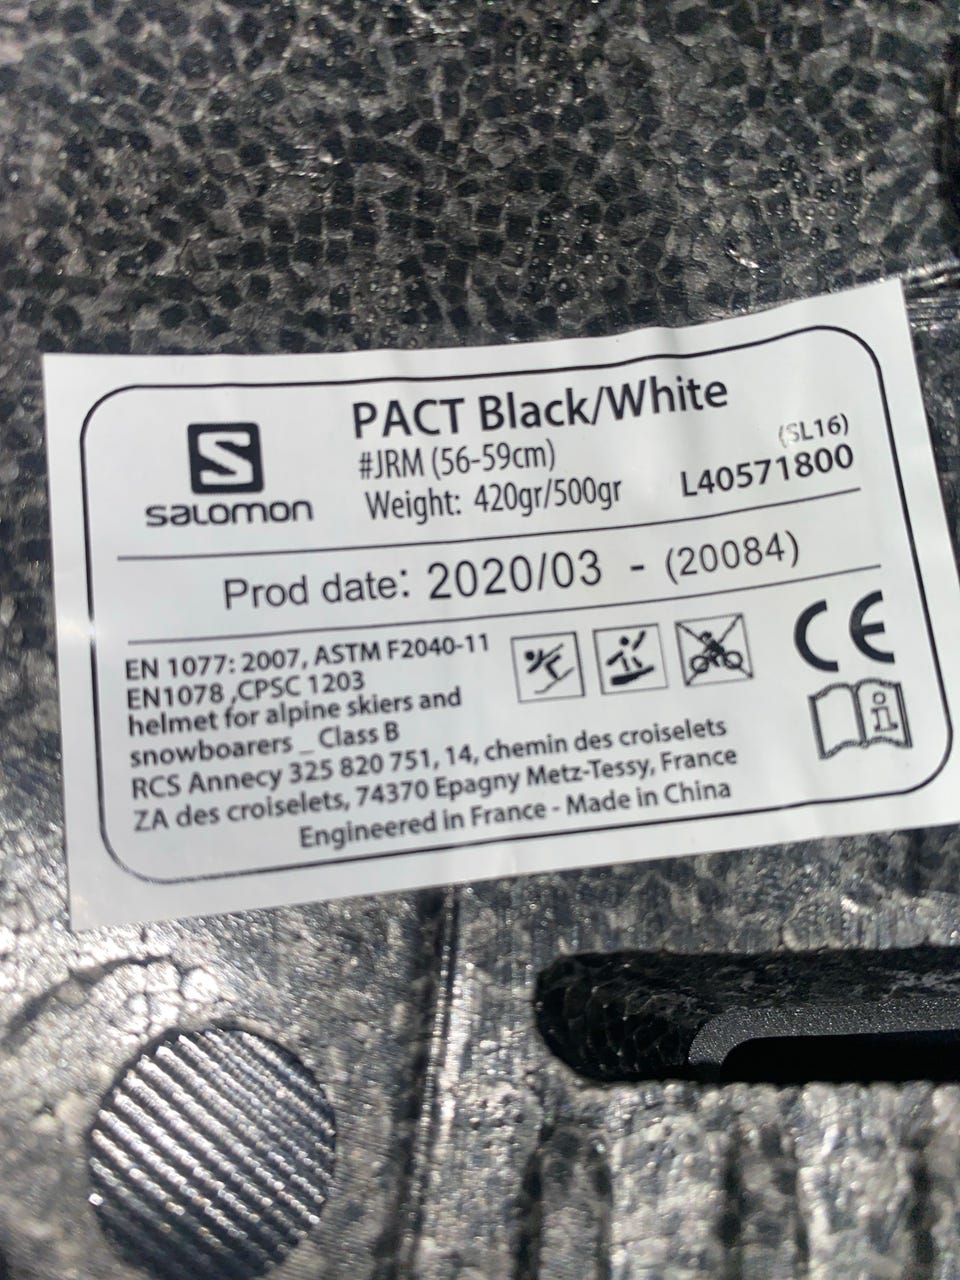 PACT Black/White
#JRM (56-59cm)
(SL16)
Weight: 420gr/500gr
L40571800
S
salomon
Prod date: 2020/03 - (20084)
EN 1077: 2007, ASTM F2040-11
EN1078 ,CPSC 1203
helmet for alpine skiers and
snowboarers _ Class B
RCS Annecy 325 820 751, 14, chemin des croiselets
ZA des croiselets, 74370 Epagny Metz-Tessy, France
Engineered in France - Made in China
CE
i